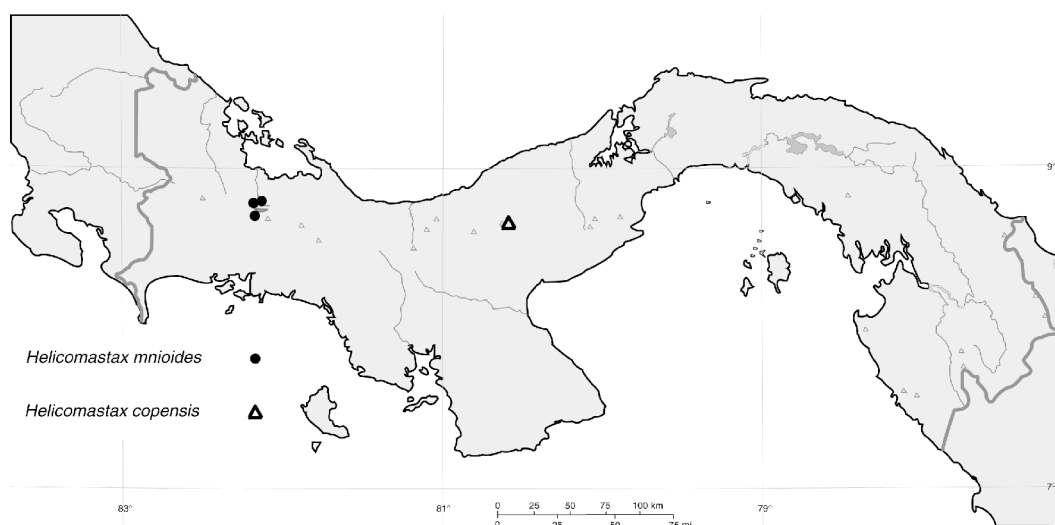 9°
Helicomastax mnioides
Helicomastax copensis
83°
81°
79°
7°
0 25 50 75 100 km
0 25 50 75 mi